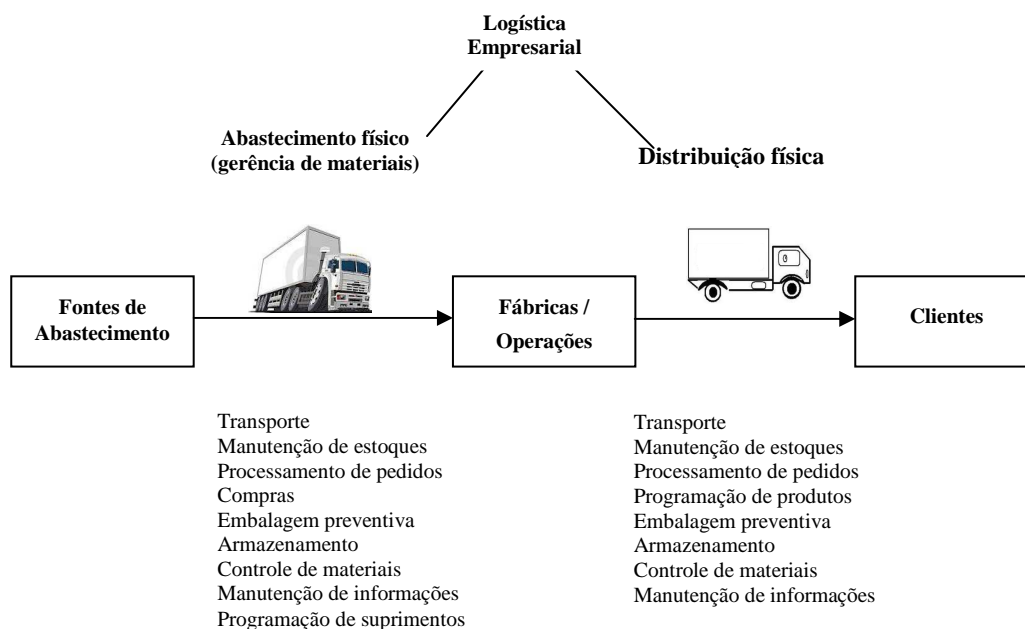 Logística
Empresarial
Abastecimento físico
(gerência de materiais)
Distribuição física
Fontes de
Abastecimento
Fábricas /
Operações
Clientes
Transporte
Manutenção de estoques
Processamento de pedidos
Compras
Embalagem preventiva
Armazenamento
Controle de materiais
Manutenção de informações
Programação de suprimentos
Transporte
Manutenção de estoques
Processamento de pedidos
Programação de produtos
Embalagem preventiva
Armazenamento
Controle de materiais
Manutenção de informações